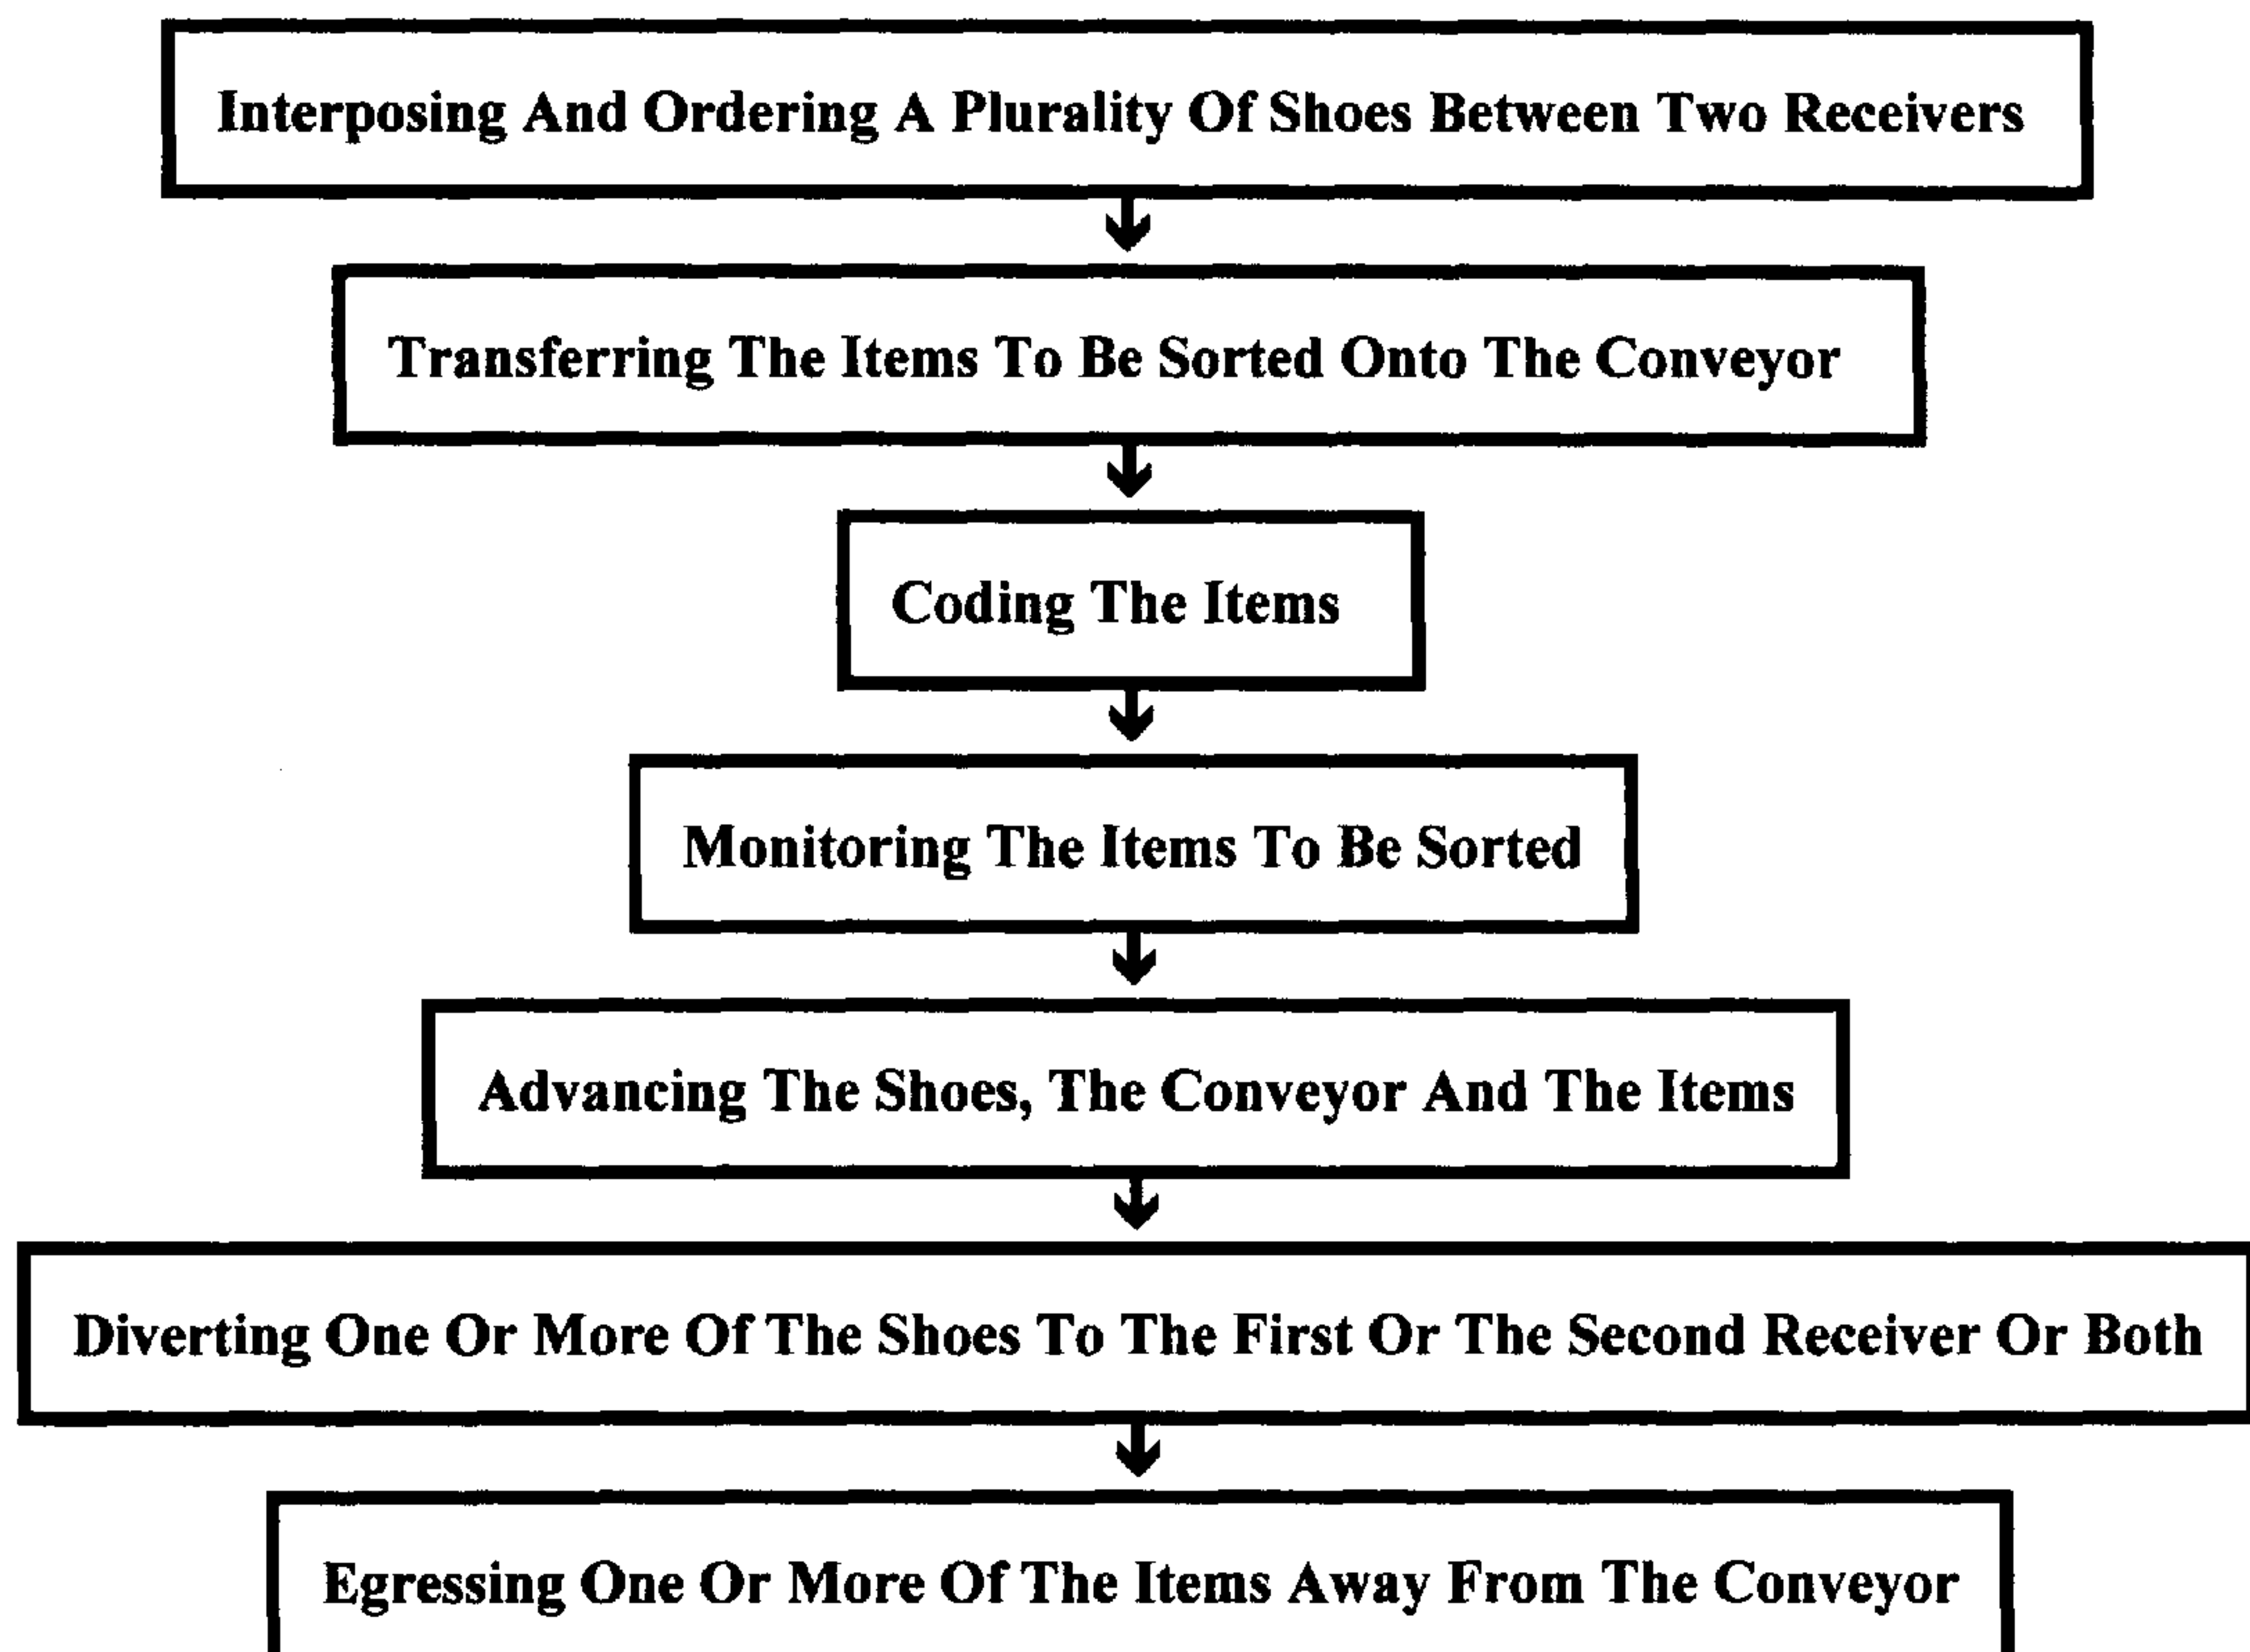 Interposing And Ordering A Plurality Of Shoes Between Two Receivers
Transferring The Items To Be Sorted Onto The Conveyor
Coding The Items
Monitoring The Items To Be Sorted
Advancing The Shoes, The Conveyor And The Items
Diverting One Or More Of The Shoes To The First Or The Second Receiver Or Both
Egressing One Or More Of The Items Away From The Conveyor